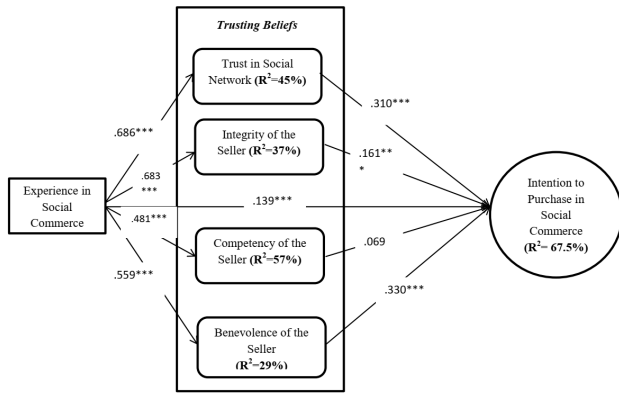 Trusting Beliefs
Trust in Social
Network (R²=45%)
.310***
.686***
Integrity of the
Seller (R²=37%)
.161**
*
.683
***
Experience in
Social
Commerce
.139***
Intention to
Purchase in
Social
Commerce
(R²= 67.5%)
.481***
Competency of the
Seller (R²=57%)
.069
.559***
.330***
Benevolence of the
Seller
(R²=29%)